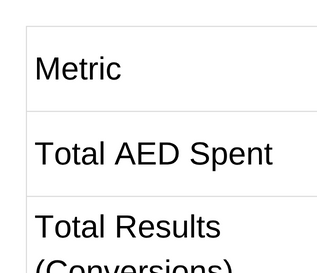 Metric
Total AED Spent
Total Results
(Conversions)